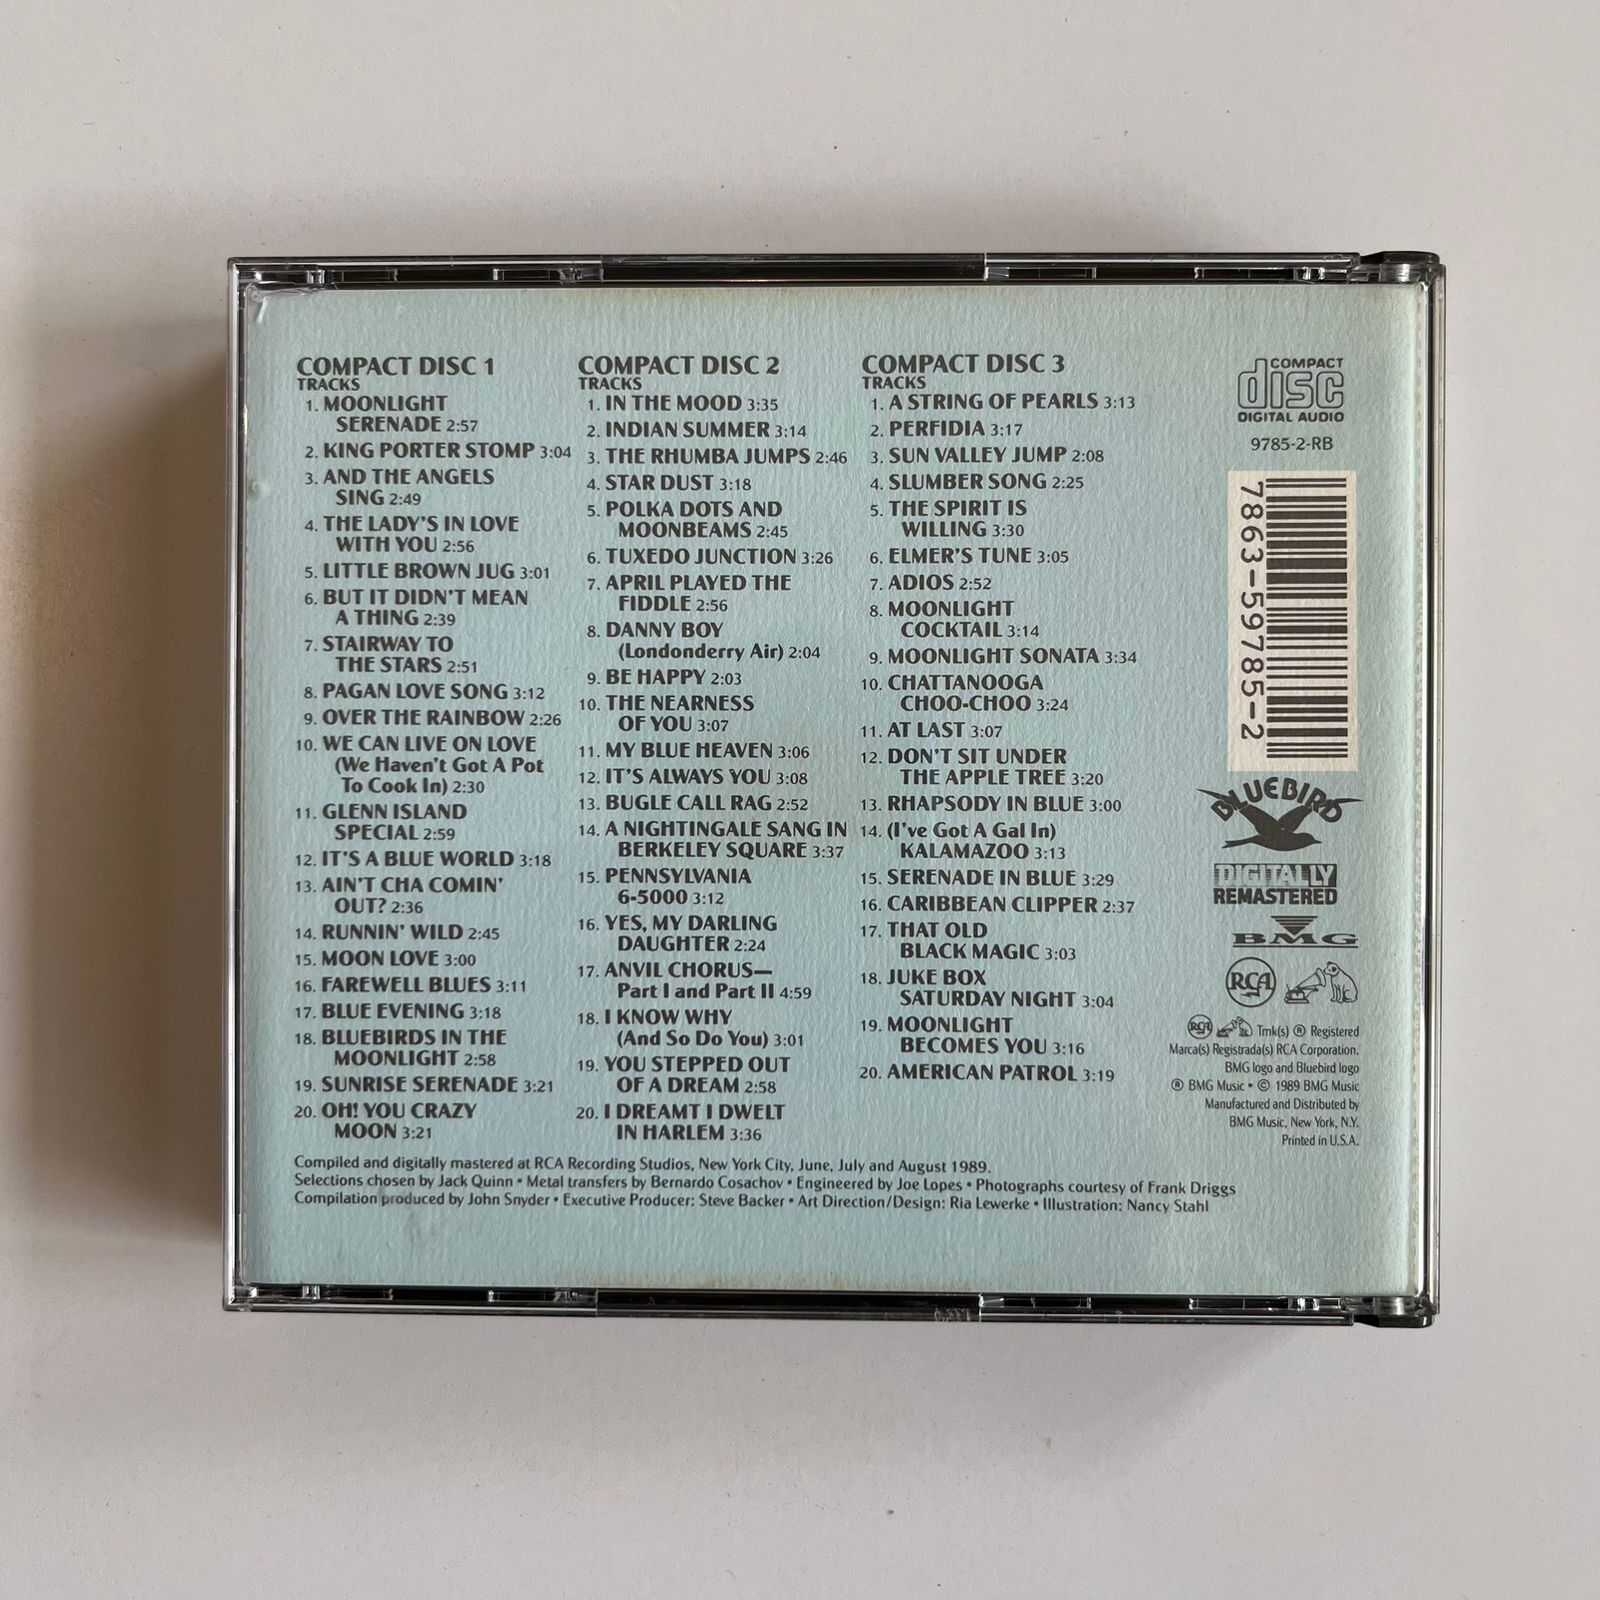 COMPACT DISC 1
TRACKS
1. MOONLIGHT
SERENADE 2:57
2. KING PORTER STOMP 3:04
3. AND THE ANGELS
SING 2:49
4. THE LADY'S IN LOVE
WITH YOU 2:56
5. LITTLE BROWN JUG 3:01
6. BUT IT DIDN'T MEAN
A THING 2:39
7. STAIRWAY TO
THE STARS 2:51
8. PAGAN LOVE SONG 3:12
9. OVER THE RAINBOW 2:26
10. WE CAN LIVE ON LOVE
(We Haven't Got A Pot
To Cook In) 2:30
11. GLENN ISLAND
SPECIAL 2:59
12. IT'S A BLUE WORLD 3:18
13. AIN'T CHA COMIN'
OUT? 2:36
14. RUNNIN' WILD 2:45
15. MOON LOVE 3:00
16. FAREWELL BLUES 3:11
17. BLUE EVENING 3:18
18. BLUEBIRDS IN THE
MOONLIGHT 2:58
19. SUNRISE SERENADE 3:21
20. OH! YOU CRAZY
MOON 3:21
COMPACT DISC 2
TRACKS
1. IN THE MOOD 3:35
2. INDIAN SUMMER 3:14
3. THE RHUMBA JUMPS 2:46
4. STAR DUST 3:18
5. POLKA DOTS AND
MOONBEAMS 2:45
6. TUXEDO JUNCTION 3:26
7. APRIL PLAYED THE
FIDDLE 2:56
8. DANNY BOY
(Londonderry Air) 2:04
9. BE HAPPY 2:03
10. THE NEARNESS
OF YOU 3:07
11. MY BLUE HEAVEN 3:06
12. IT'S ALWAYS YOU 3:08
13. BUGLE CALL RAG 2:52
14. A NIGHTINGALE SANG IN
BERKELEY SQUARE 3:37
15. PENNSYLVANIA
6-5000 3:12
16. YES, MY DARLING
DAUGHTER 2:24
17. ANVIL CHORUS—
Part I and Part II 4:59
18. I KNOW WHY
(And So Do You) 3:01
19. YOU STEPPED OUT
OF A DREAM 2:58
20. I DREAMT I DWELT
IN HARLEM 3:36
COMPACT DISC 3
TRACKS
1. A STRING OF PEARLS 3:13
2. PERFIDIA 3:17
3. SUN VALLEY JUMP 2:08
4. SLUMBER SONG 2:25
5. THE SPIRIT IS
WILLING 3:30
6. ELMER'S TUNE 3:05
7. ADIOS 2:52
8. MOONLIGHT
COCKTAIL 3:14
9. MOONLIGHT SONATA 3:34
10. CHATTANOOGA
CHOO-CHOO 3:24
11. AT LAST 3:07
12. DON'T SIT UNDER
THE APPLE TREE 3:20
13. RHAPSODY IN BLUE 3:00
14. (I've Got A Gal In)
KALAMAZOO 3:13
15. SERENADE IN BLUE 3:29
16. CARIBBEAN CLIPPER 2:37
17. THAT OLD
BLACK MAGIC 3:03
18. JUKE BOX
SATURDAY NIGHT 3:04
19. MOONLIGHT
BECOMES YOU 3:16
20. AMERICAN PATROL 3:19
COMPACT
disc
DIGITAL AUDIO
9785-2-RB
7863-59785-2
BLUEBIRD
DIGITALLY
REMASTERED
BMG
RCA
RCA Tmk(s) ® Registered
Marca(s) Registrada(s) RCA Corporation.
BMG logo and Bluebird logo
® BMG Music • © 1989 BMG Music
Manufactured and Distributed by
BMG Music, New York, N.Y.
Printed in U.S.A.
Compiled and digitally mastered at RCA Recording Studios, New York City, June, July and August 1989.
Selections chosen by Jack Quinn • Metal transfers by Bernardo Cosachov • Engineered by Joe Lopes • Photographs courtesy of Frank Driggs
Compilation produced by John Snyder • Executive Producer: Steve Backer • Art Direction/Design: Ria Lewerke • Illustration: Nancy Stahl